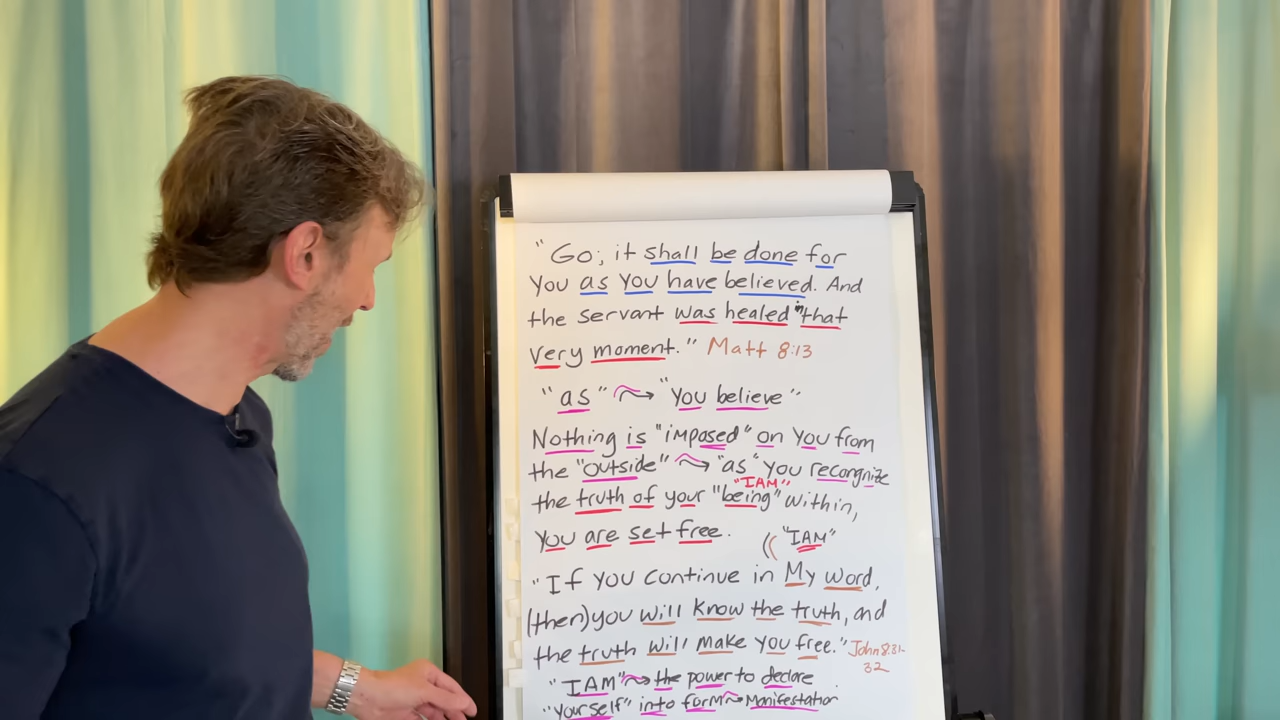 "Go; it shall be done for
you as you have believed. And
the servant was healed "that
very moment." Matt 8:13
"as" ⤳ "you believe"
Nothing is "imposed" on you from
the "outside" ⤳ "as" you recorgnize
"IAM"
the truth of your "being" within,
you are set free.
(( "IAM"
"If you continue in My word,
(then) you will know the truth, and
the truth will make you free." John 8:31-
32
"IAM" ⤳ the power to declare
"yourself" into form ⤳ Manifestation